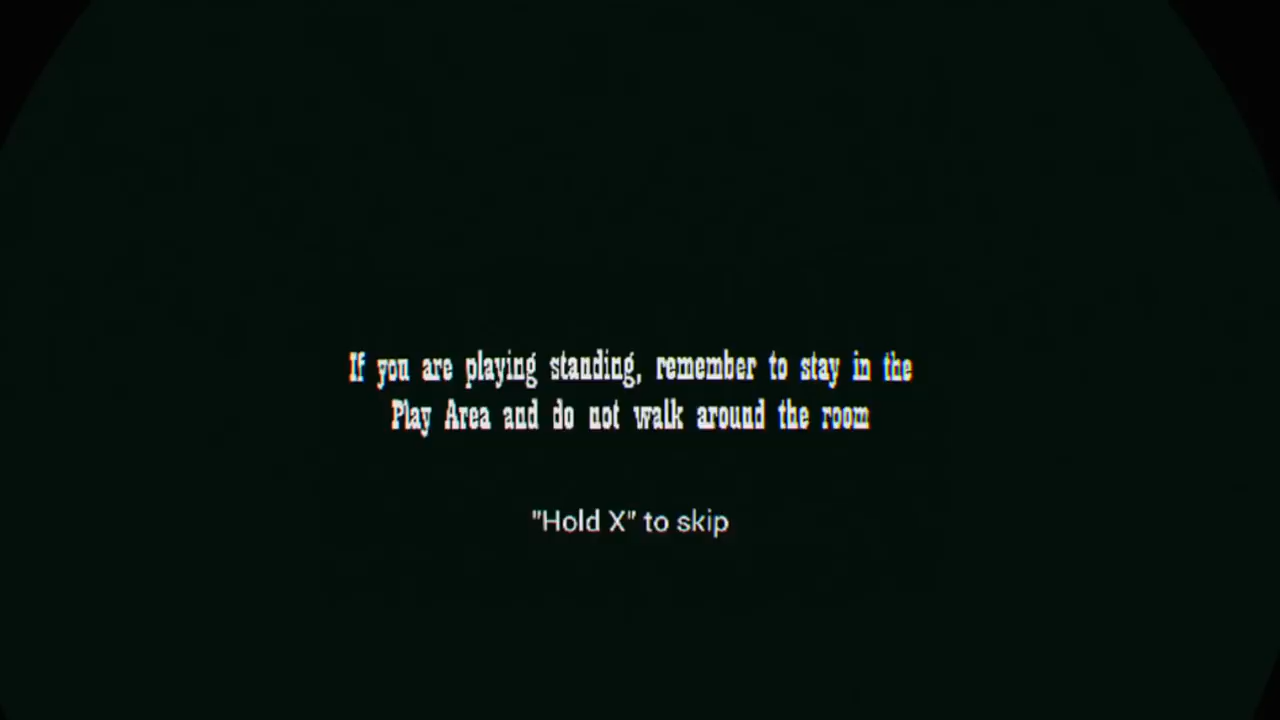 If you are playing standing, remember to stay in the
Play Area and do not walk around the room
"Hold X" to skip